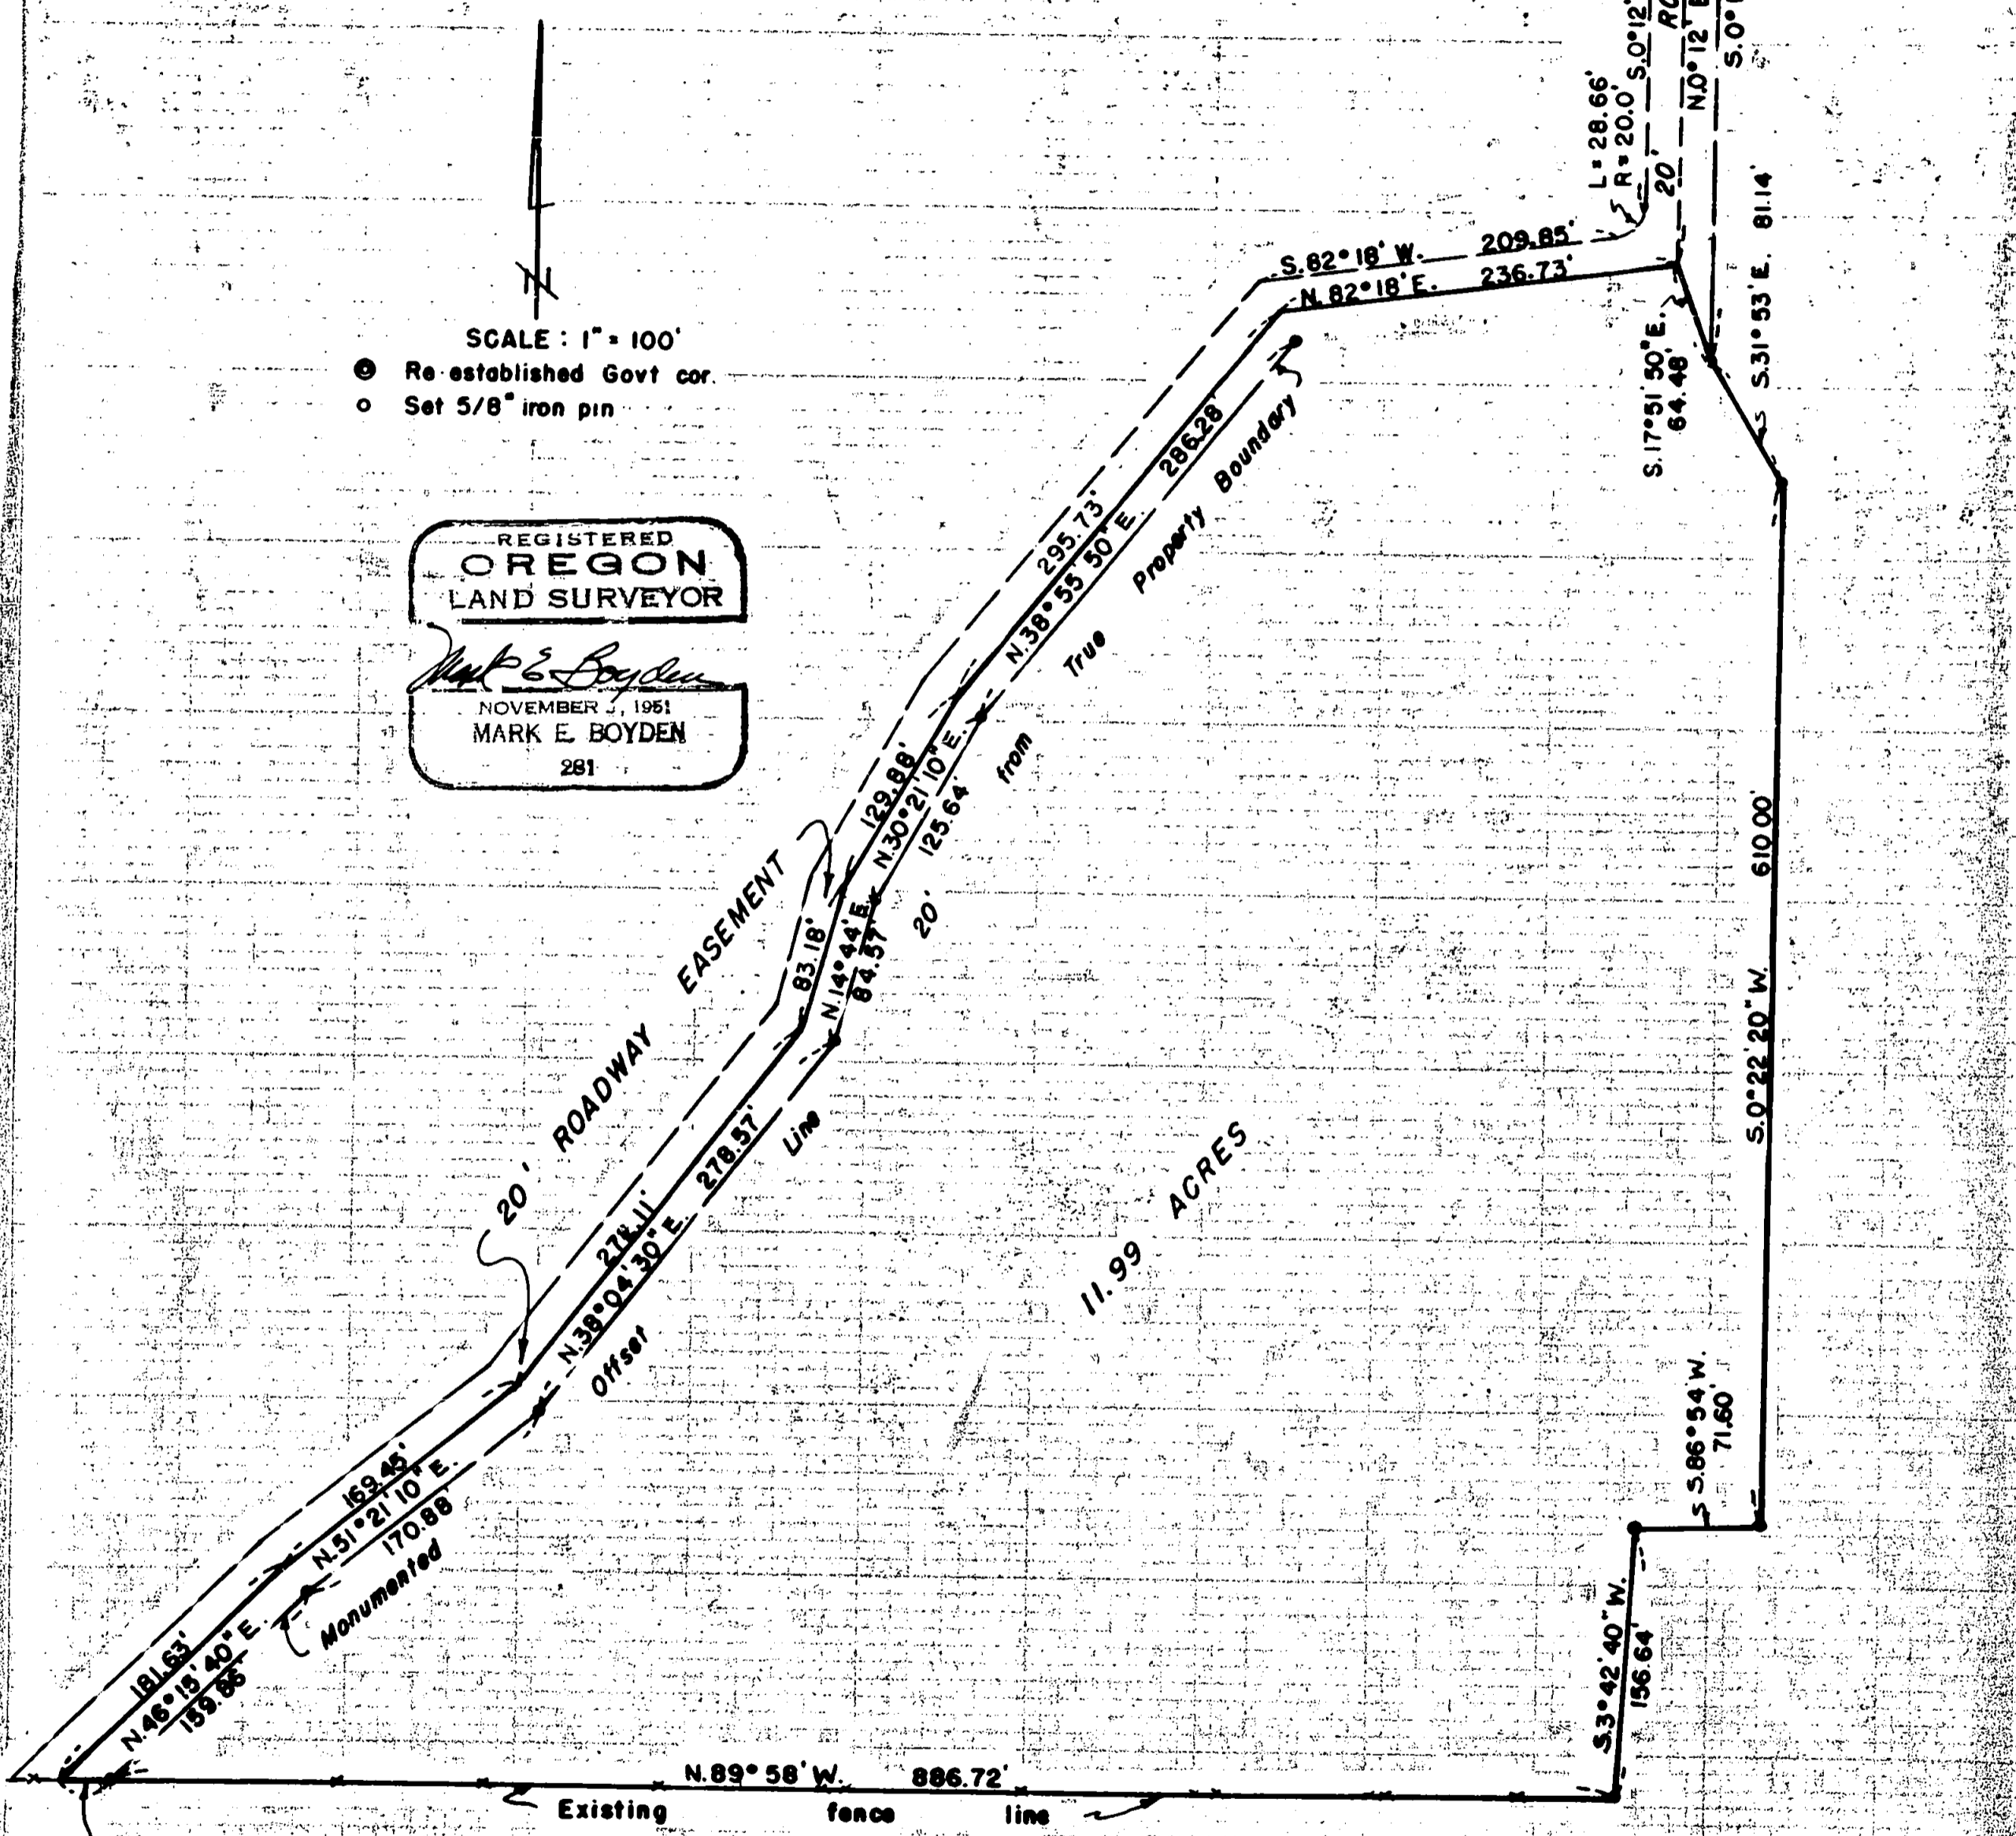 L = 28.66'
R = 20.0'
S.0°12'
20'
N.0°12' E
S.0°
S.82°18' W. 209.85'
N.82°18' E. 236.73'
S.17°51' 50" E.
64.48'
S.31°53' E. 81.14'
SCALE : 1" = 100'
Re-established Govt cor.
Set 5/8" iron pin
REGISTERED
OREGON
LAND SURVEYOR
Mark E Boyden
NOVEMBER , 1951
MARK E. BOYDEN
281
295.73'
286.28'
N.38°55' 50" E.
129.88'
N.30°21' 10" E.
125.64'
83.18'
N.14°44' E.
84.57'
20' ROADWAY EASEMENT
Monumented Offset Line 20' from True Property Boundary
278.57'
N.38°04' 30" E.
169.45'
N.51°21' 10" E.
170.88'
181.63'
N.46°15' 40" E.
159.86'
11.99 ACRES
S.0°22' 20" W. 610.00'
S.86°54' W.
71.60'
S.3°42' 40" W.
156.64'
N.89°58' W. 886.72'
Existing fence line